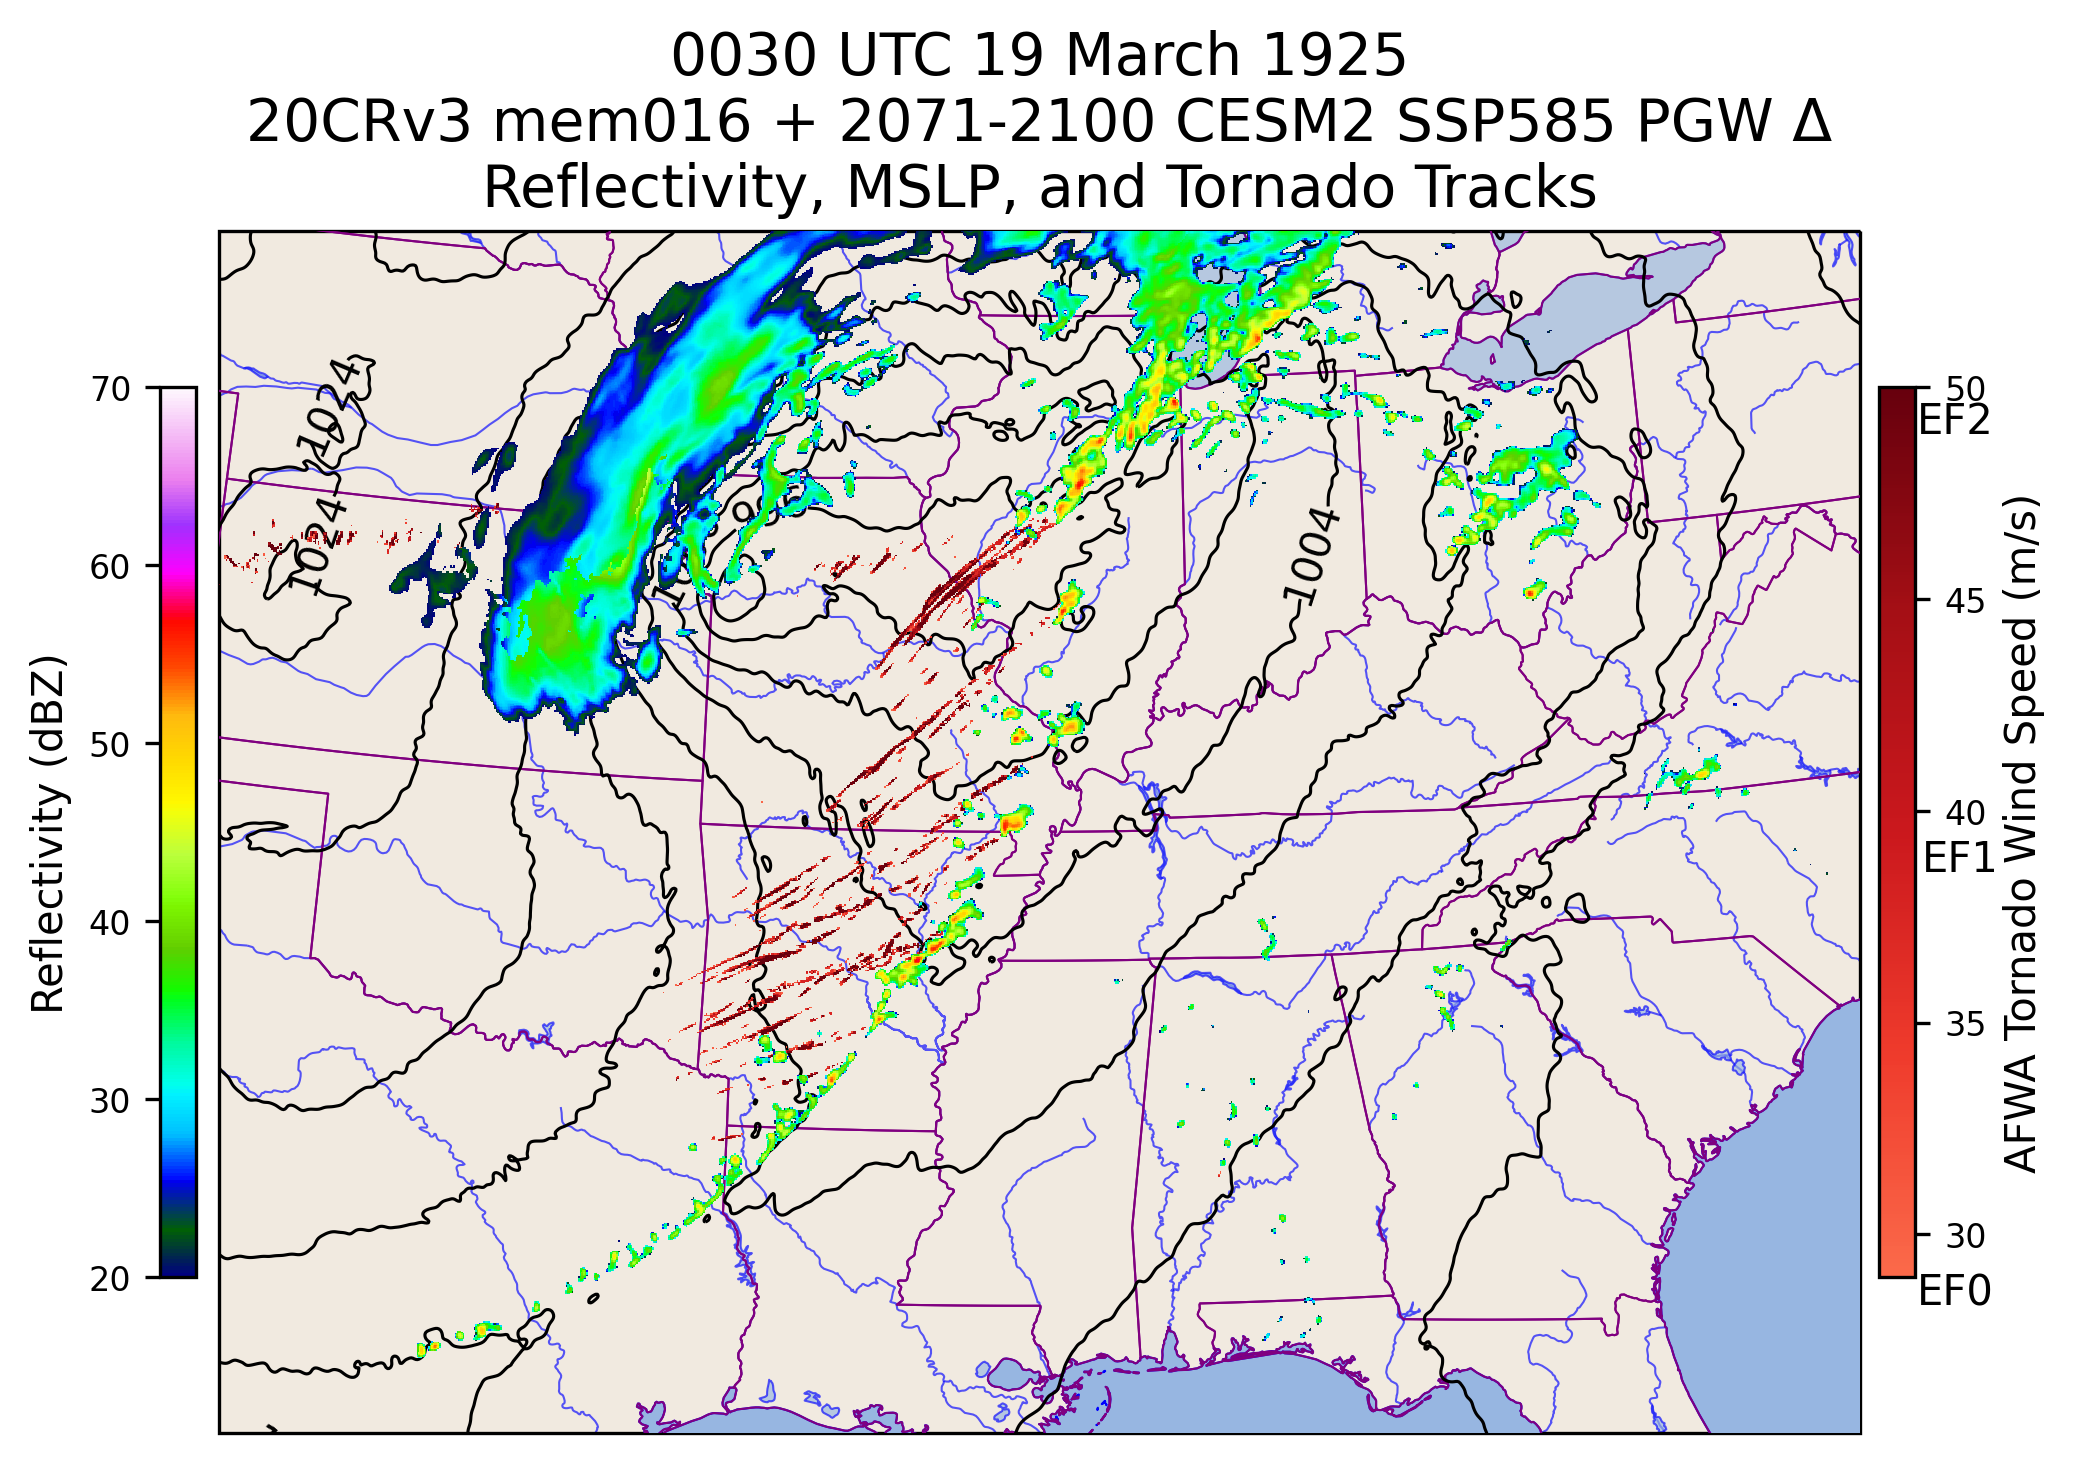 0030 UTC 19 March 1925
20CRv3 mem016 + 2071-2100 CESM2 SSP585 PGW Δ
Reflectivity, MSLP, and Tornado Tracks
1024
1024
1004
70
60
50
40
30
20
Reflectivity (dBZ)
50
EF2
45
40
EF1
35
30
EF0
AFWA Tornado Wind Speed (m/s)